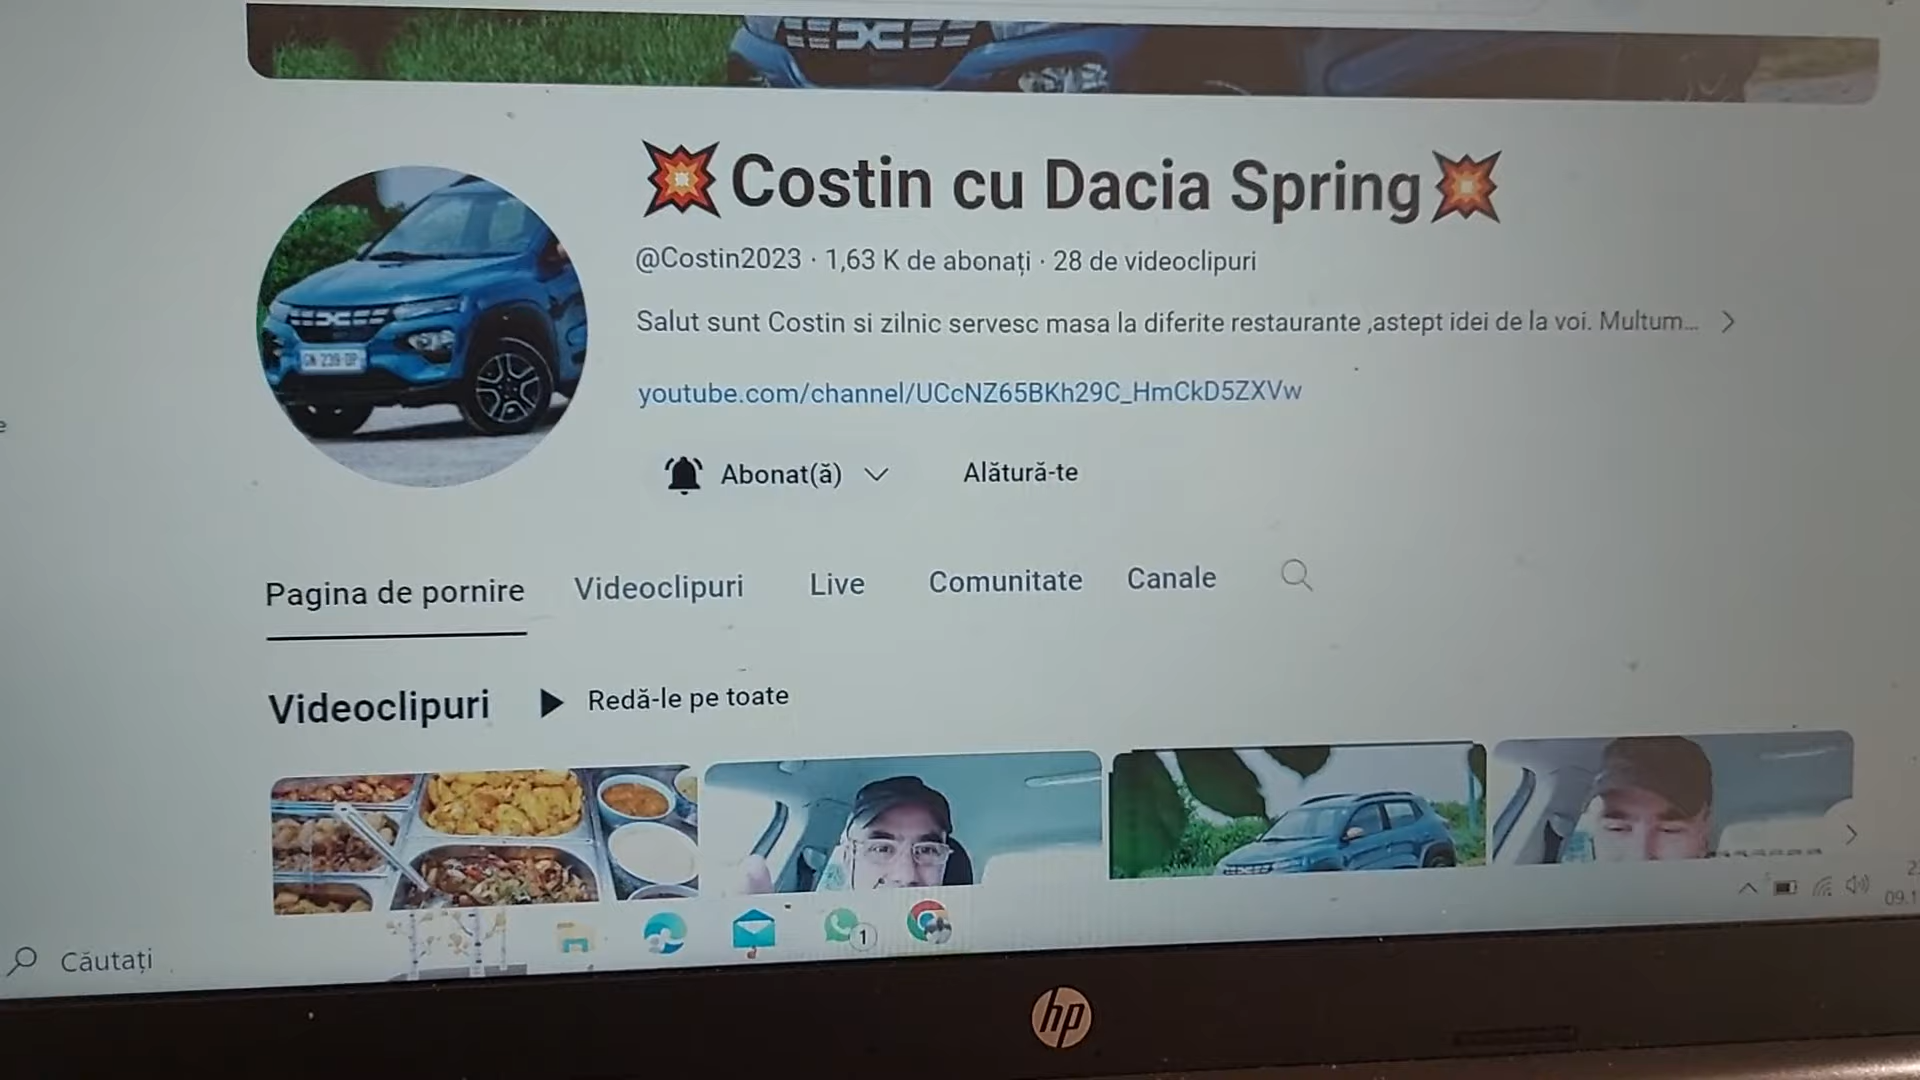 💥Costin cu Dacia Spring💥
@Costin2023 · 1,63 K de abonați · 28 de videoclipuri
Salut sunt Costin si zilnic servesc masa la diferite restaurante ,astept idei de la voi. Multum...
youtube.com/channel/UCcNZ65BKh29C_HmCkD5ZXVw
Abonat(ă) Alătură-te
Pagina de pornire Videoclipuri Live Comunitate Canale
Videoclipuri Redă-le pe toate
1
Căutați
hp